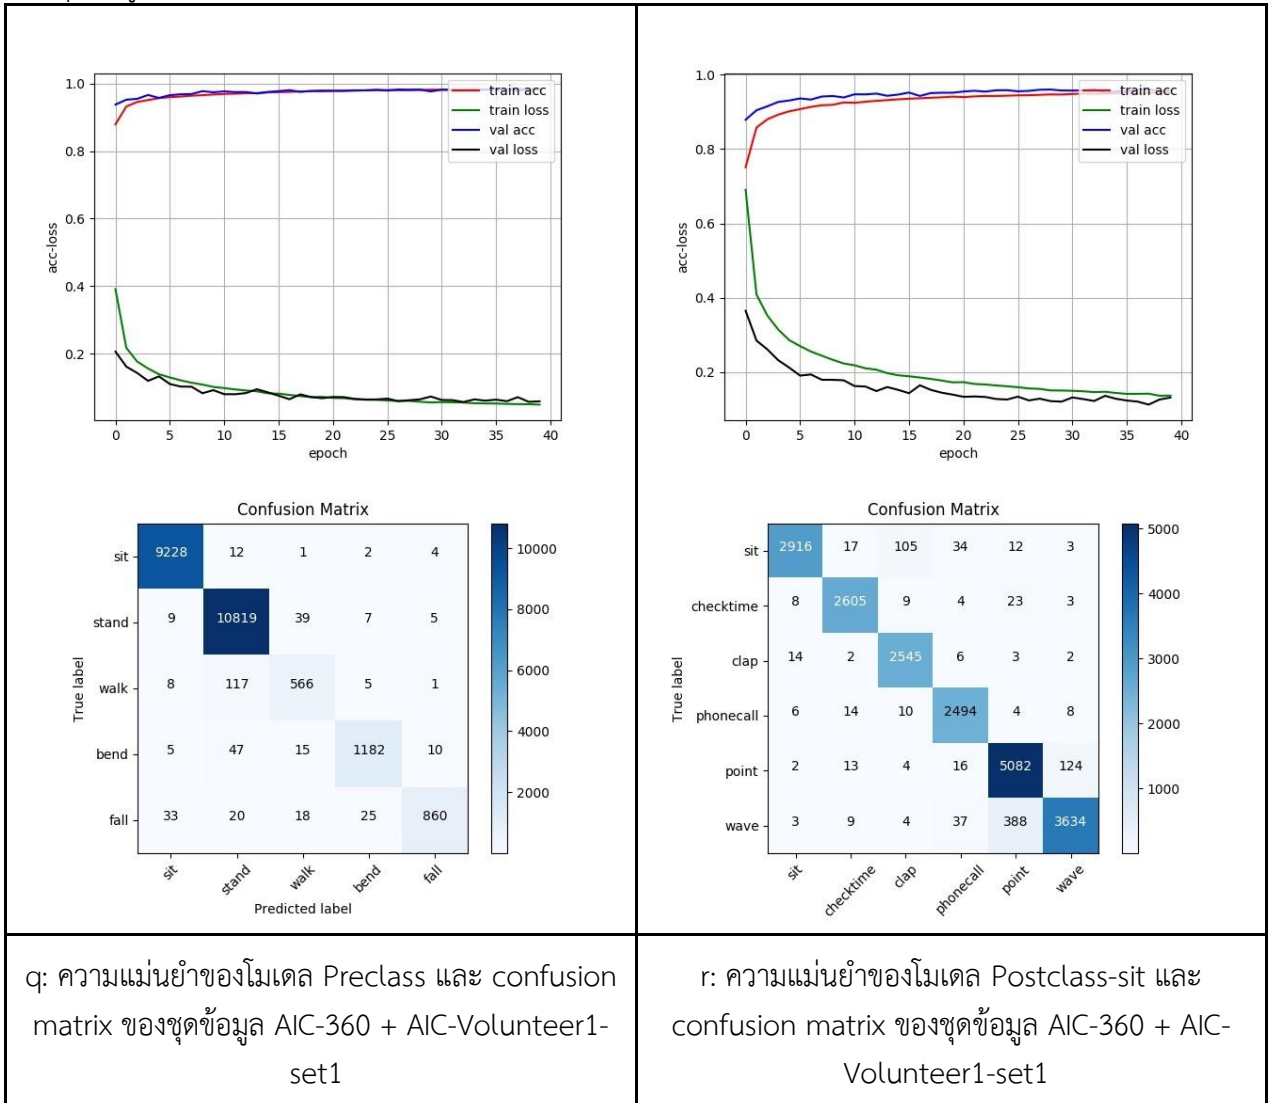 1.0
0.8
0.6
0.4
0.2
acc-loss
train acc
train loss
val acc
val loss
0 5 10 15 20 25 30 35 40
epoch
Confusion Matrix
True label
sit 9228 12 1 2 4
stand 9 10819 39 7 5
walk 8 117 566 5 1
bend 5 47 15 1182 10
fall 33 20 18 25 860
sit stand walk bend fall
Predicted label
10000
8000
6000
4000
2000
q: ความแม่นยำของโมเดล Preclass และ confusion
matrix ของชุดข้อมูล AIC-360 + AIC-Volunteer1-
set1
1.0
0.8
0.6
0.4
0.2
acc-loss
train acc
train loss
val acc
val loss
0 5 10 15 20 25 30 35 40
epoch
Confusion Matrix
True label
sit 2916 17 105 34 12 3
checktime 8 2605 9 4 23 3
clap 14 2 2545 6 3 2
phonecall 6 14 10 2494 4 8
point 2 13 4 16 5082 124
wave 3 9 4 37 388 3634
sit checktime clap phonecall point wave
5000
4000
3000
2000
1000
r: ความแม่นยำของโมเดล Postclass-sit และ
confusion matrix ของชุดข้อมูล AIC-360 + AIC-
Volunteer1-set1